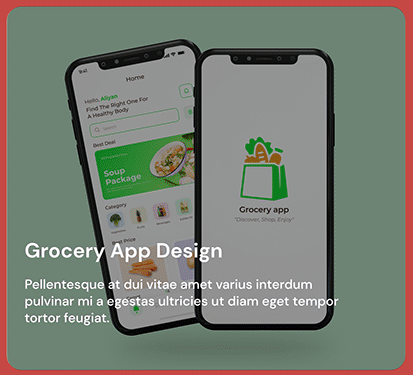 9:41
Home
Hello, Aliyan
Find The Right One For
A Healthy Body
Search
Best Deal
Soup
Package
Category
Best Price
Grocery app
"Discover, Shop, Enjoy"
Grocery App Design
Pellentesque at dui vitae amet varius interdum
pulvinar mi a egestas ultricies ut diam eget tempor
tortor feugiat.